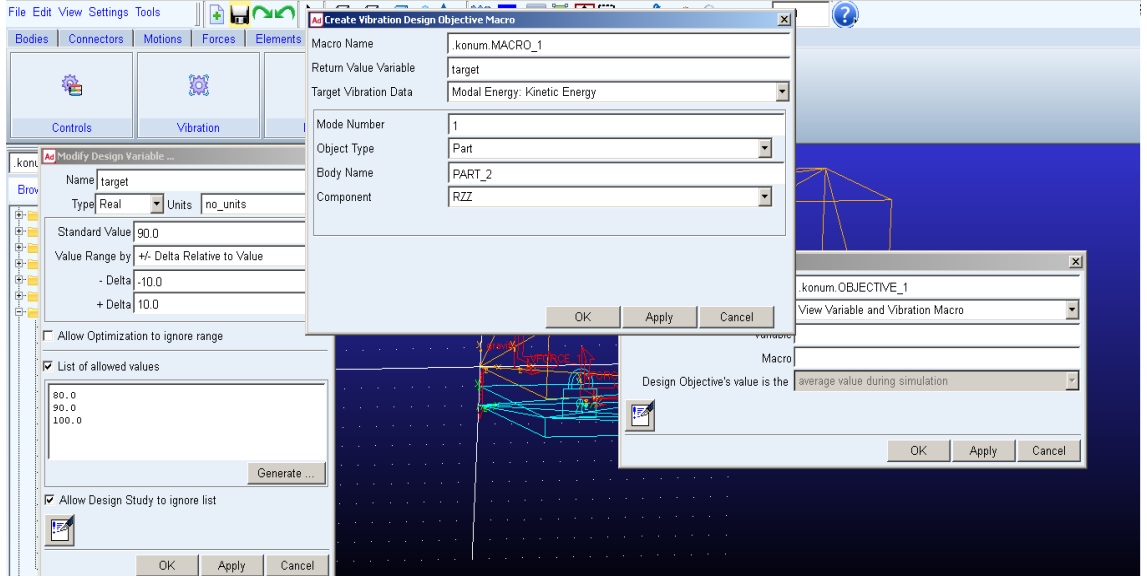 File Edit View Settings Tools
Bodies Connectors Motions Forces Elements
Controls Vibration
.konu
Brow
Ad Create Vibration Design Objective Macro
Macro Name .konum.MACRO_1
Return Value Variable target
Target Vibration Data Modal Energy: Kinetic Energy
Mode Number 1
Object Type Part
Body Name PART_2
Component RZZ
OK Apply Cancel
Ad Modify Design Variable ...
Name target
Type Real Units no_units
Standard Value 90.0
Value Range by +/- Delta Relative to Value
- Delta -10.0
+ Delta 10.0
Allow Optimization to ignore range
List of allowed values
80.0
90.0
100.0
Generate ...
Allow Design Study to ignore list
OK Apply Cancel
.konum.OBJECTIVE_1
View Variable and Vibration Macro
Variable
Macro
Design Objective's value is the average value during simulation
OK Apply Cancel